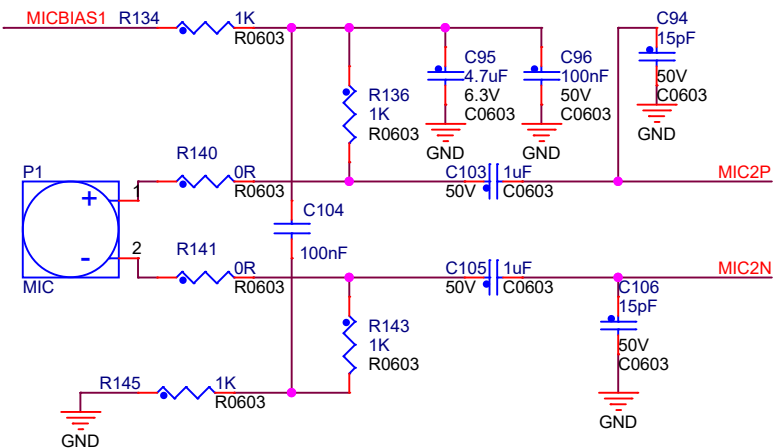 MICBIAS1 R134 1K
R0603
C94
15pF
50V
C0603
GND
C95
4.7uF
6.3V
C0603
GND
C96
100nF
50V
C0603
GND
R136
1K
R0603
P1
R140
0R
R0603
1
+
C103 1uF
50V C0603
MIC2P
C104
100nF
2
-
MIC
R141
0R
R0603
C105 1uF
50V C0603
MIC2N
C106
15pF
50V
C0603
GND
R143
1K
R0603
R145 1K
R0603
GND